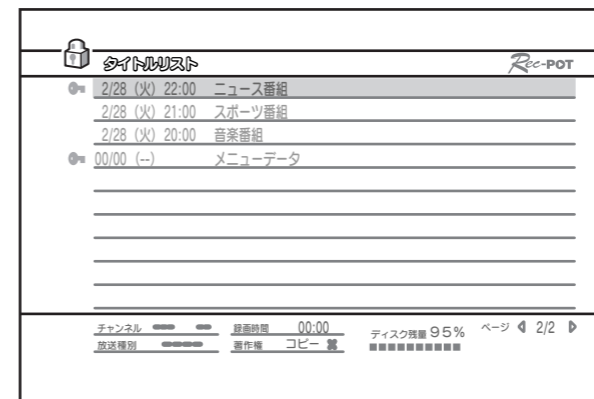 タイトルリスト Rec-POT
2/28 (火) 22:00 ニュース番組
2/28 (火) 21:00 スポーツ番組
2/28 (火) 20:00 音楽番組
00/00 (--) メニューデータ
チャンネル 録画時間 00:00 ディスク残量 95% ページ 2/2
放送種別 著作権 コピー ✖